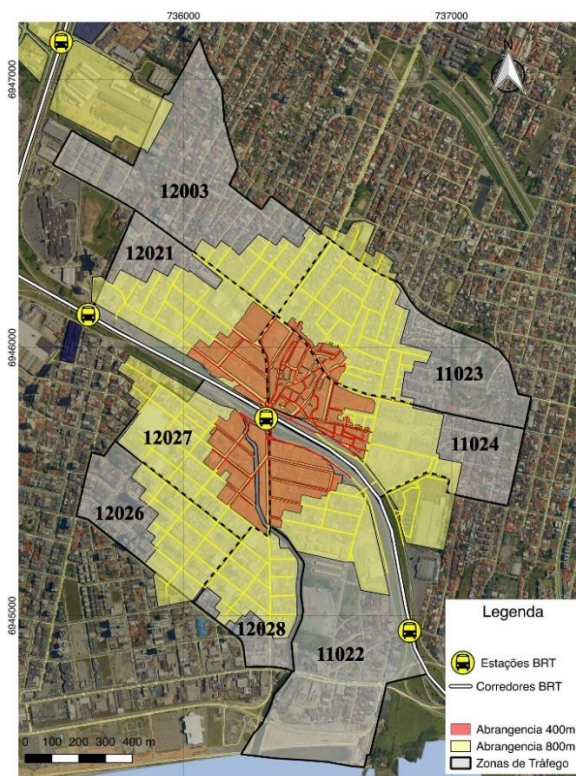 736000
737000
N
6947000
12003
12021
6946000
11023
12027
11024
12026
6945000
12028
11022
Legenda
Estações BRT
Corredores BRT
Abrangencia 400m
Abrangencia 800m
Zonas de Tráfego
0 100 200 300 400 m